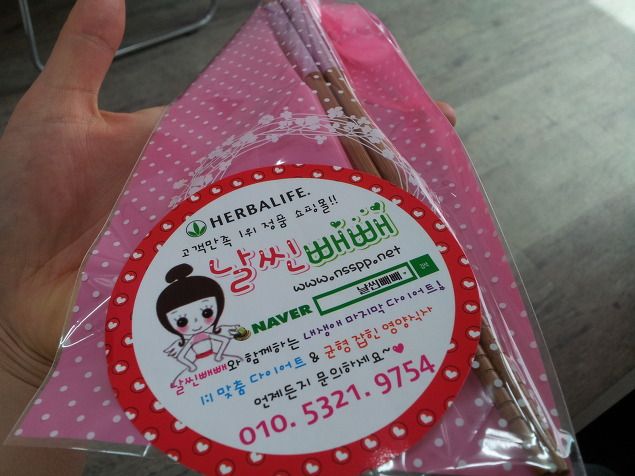 HERBALIFE.
고객만족 1위 정품 쇼핑몰!!
날씬빼빼
www.nsspp.net
NAVER 날씬빼빼 검색
날씬빼빼와 함께하는 내생애 마지막 다이어트!
1:1 맞춤 다이어트 & 균형 잡힌 영양식사
언제든지 문의하세요~♥
010. 5321. 9754